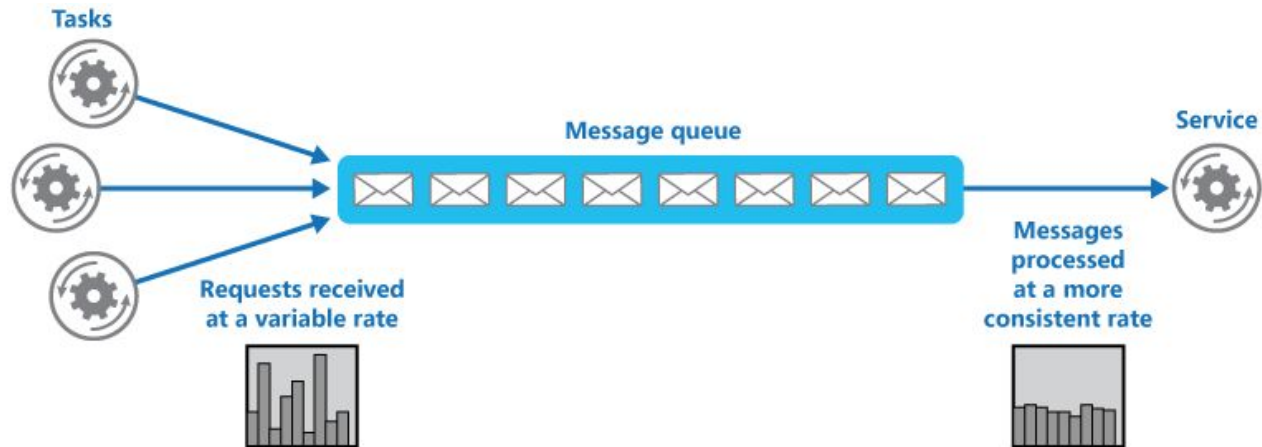 Tasks
Message queue
Service
Requests received
at a variable rate
Messages
processed
at a more
consistent rate